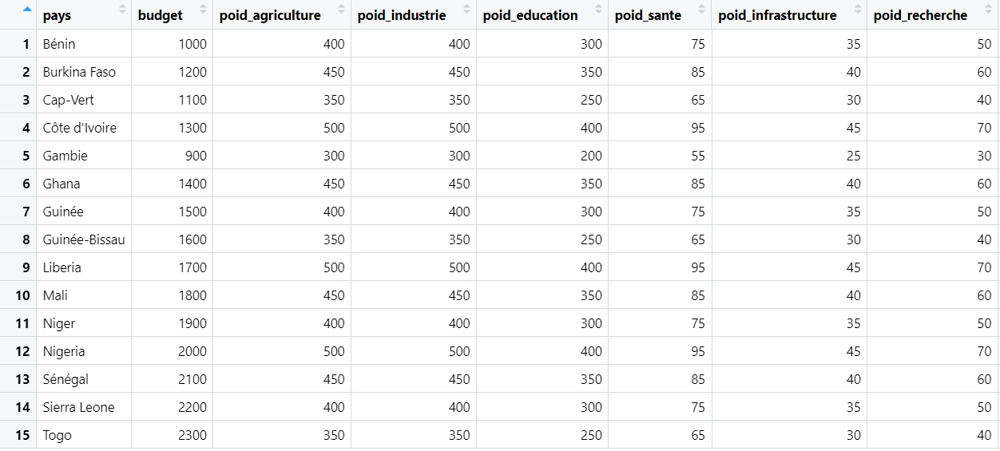 pays budget poid_agriculture poid_industrie poid_education poid_sante poid_infrastructure poid_recherche
1 Bénin 1000 400 400 300 75 35 50
2 Burkina Faso 1200 450 450 350 85 40 60
3 Cap-Vert 1100 350 350 250 65 30 40
4 Côte d'Ivoire 1300 500 500 400 95 45 70
5 Gambie 900 300 300 200 55 25 30
6 Ghana 1400 450 450 350 85 40 60
7 Guinée 1500 400 400 300 75 35 50
8 Guinée-Bissau 1600 350 350 250 65 30 40
9 Liberia 1700 500 500 400 95 45 70
10 Mali 1800 450 450 350 85 40 60
11 Niger 1900 400 400 300 75 35 50
12 Nigeria 2000 500 500 400 95 45 70
13 Sénégal 2100 450 450 350 85 40 60
14 Sierra Leone 2200 400 400 300 75 35 50
15 Togo 2300 350 350 250 65 30 40